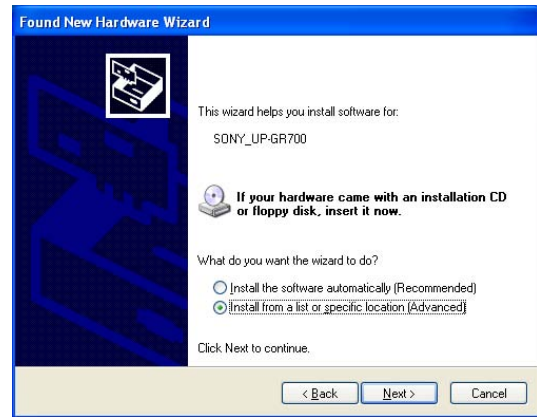 Found New Hardware Wizard
This wizard helps you install software for:
SONY_UP-GR700
If your hardware came with an installation CD
or floppy disk, insert it now.
What do you want the wizard to do?
Install the software automatically (Recommended)
Install from a list or specific location (Advanced)
Click Next to continue.
< Back Next > Cancel